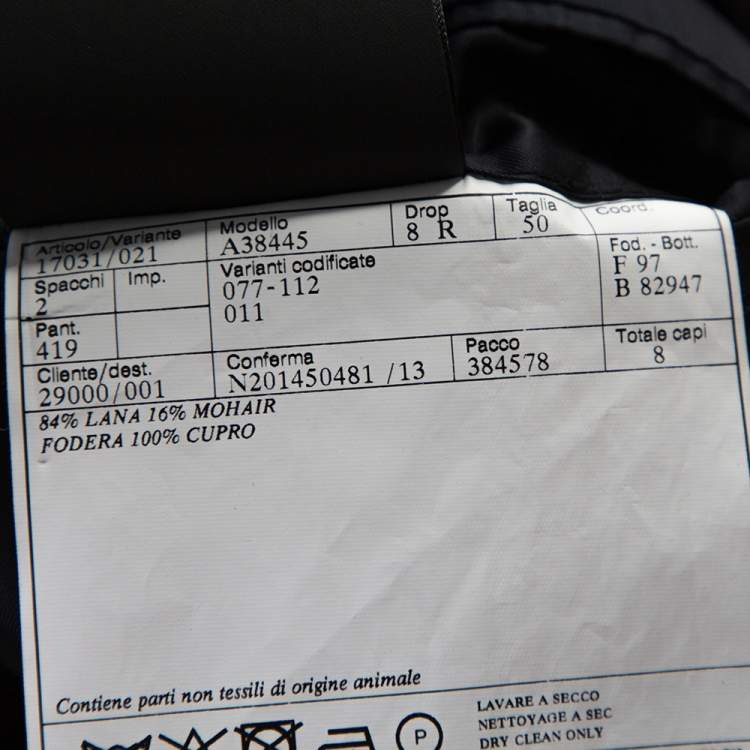 Articolo/Variante Modello Drop Taglia Coord.
17031/021 A38445 8 R 50
Spacchi Imp. Varianti codificate Fod. - Bott.
2 077-112 F 97
011 B 82947
Pant.
419
Cliente/dest. Conferma Pacco Totale capi
29000/001 N201450481 /13 384578 8
84% LANA 16% MOHAIR
FODERA 100% CUPRO
Contiene parti non tessili di origine animale
P
LAVARE A SECCO
NETTOYAGE A SEC
DRY CLEAN ONLY